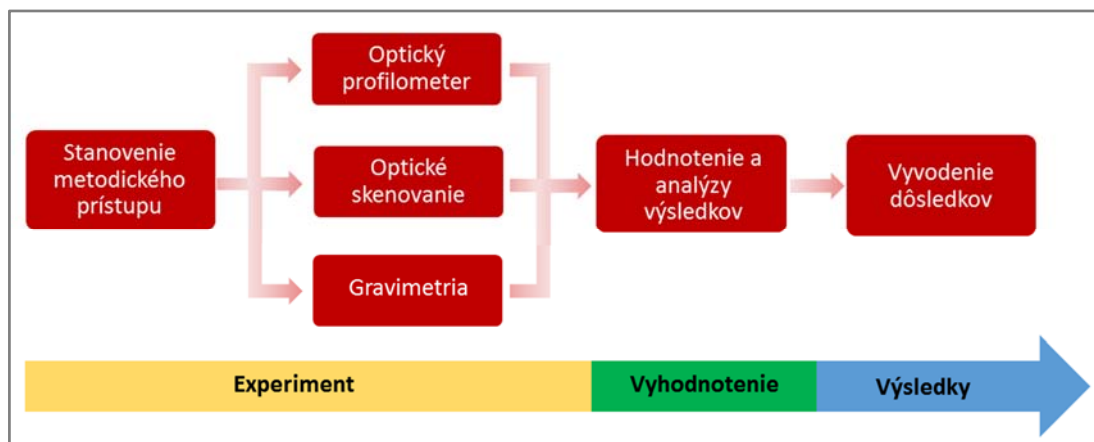 Stanovenie
metodického
prístupu
Optický
profilometer
Optické
skenovanie
Gravimetria
Hodnotenie a
analýzy
výsledkov
Vyvodenie
dôsledkov
Experiment
Vyhodnotenie
Výsledky